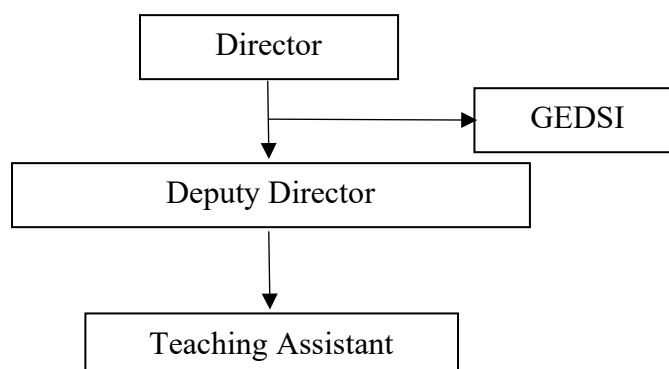 Director
GEDSI
Deputy Director
Teaching Assistant